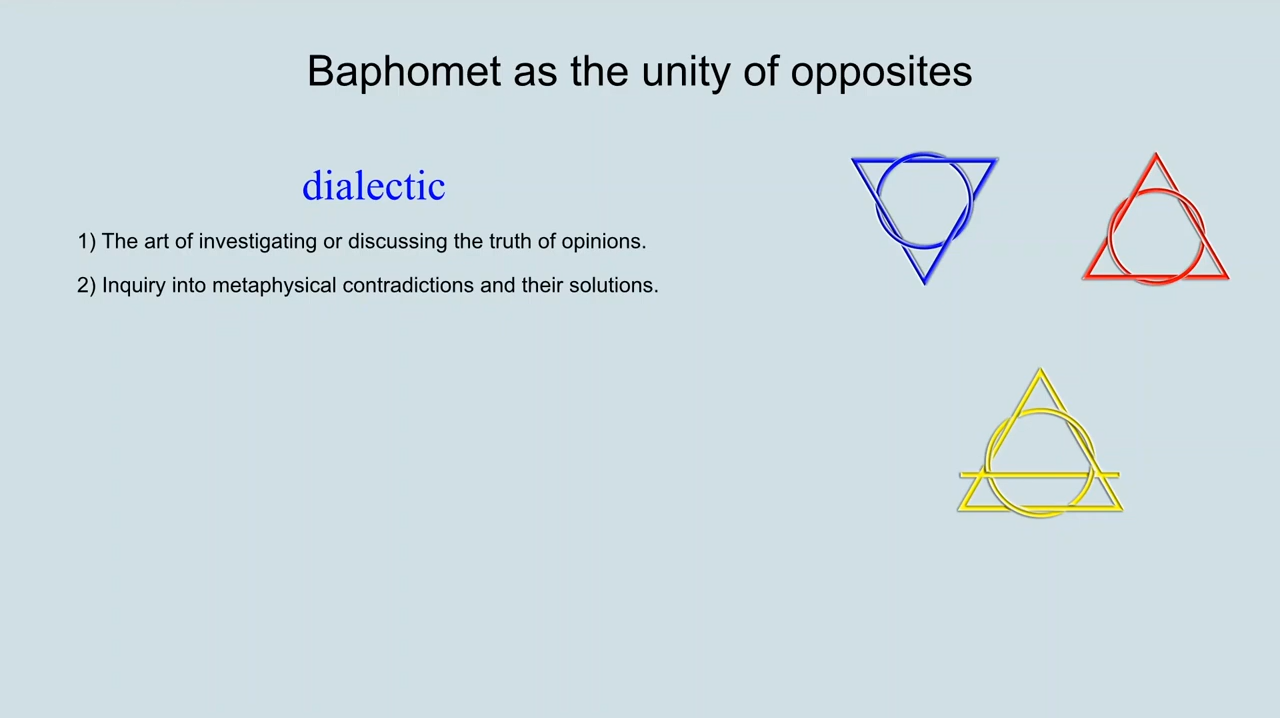 Baphomet as the unity of opposites
dialectic
1) The art of investigating or discussing the truth of opinions.
2) Inquiry into metaphysical contradictions and their solutions.